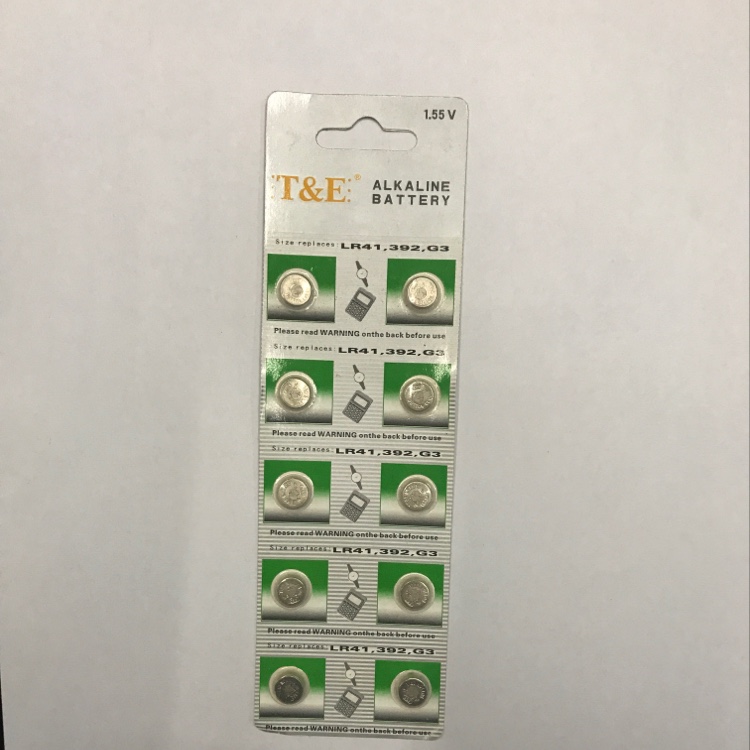 1.55 V
T&E®
ALKALINE
BATTERY
Size replaces: LR41,392,G3
Please read WARNING onthe back before use
Size replaces: LR41,392,G3
Please read WARNING onthe back before use
Size replaces: LR41,392,G3
Please read WARNING onthe back before use
Size replaces: LR41,392,G3
Please read WARNING onthe back before use
Size replaces: LR41,392,G3
Please read WARNING onthe back before use